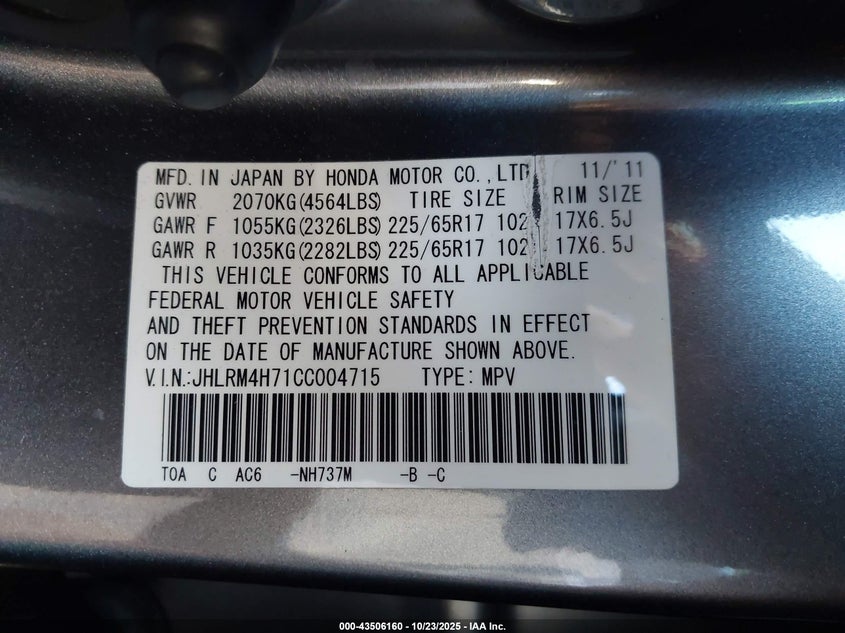 MFD. IN JAPAN BY HONDA MOTOR CO.,LTD 11/'11
GVWR 2070KG(4564LBS) TIRE SIZE RIM SIZE
GAWR F 1055KG(2326LBS) 225/65R17 102 17X6.5J
GAWR R 1035KG(2282LBS) 225/65R17 102 17X6.5J
THIS VEHICLE CONFORMS TO ALL APPLICABLE
FEDERAL MOTOR VEHICLE SAFETY
AND THEFT PREVENTION STANDARDS IN EFFECT
ON THE DATE OF MANUFACTURE SHOWN ABOVE.
V.I.N.:JHLRM4H71CC004715 TYPE: MPV
TOA C AC6 -NH737M -B -C
000-43506160 - 10/23/2025 - IAA Inc.